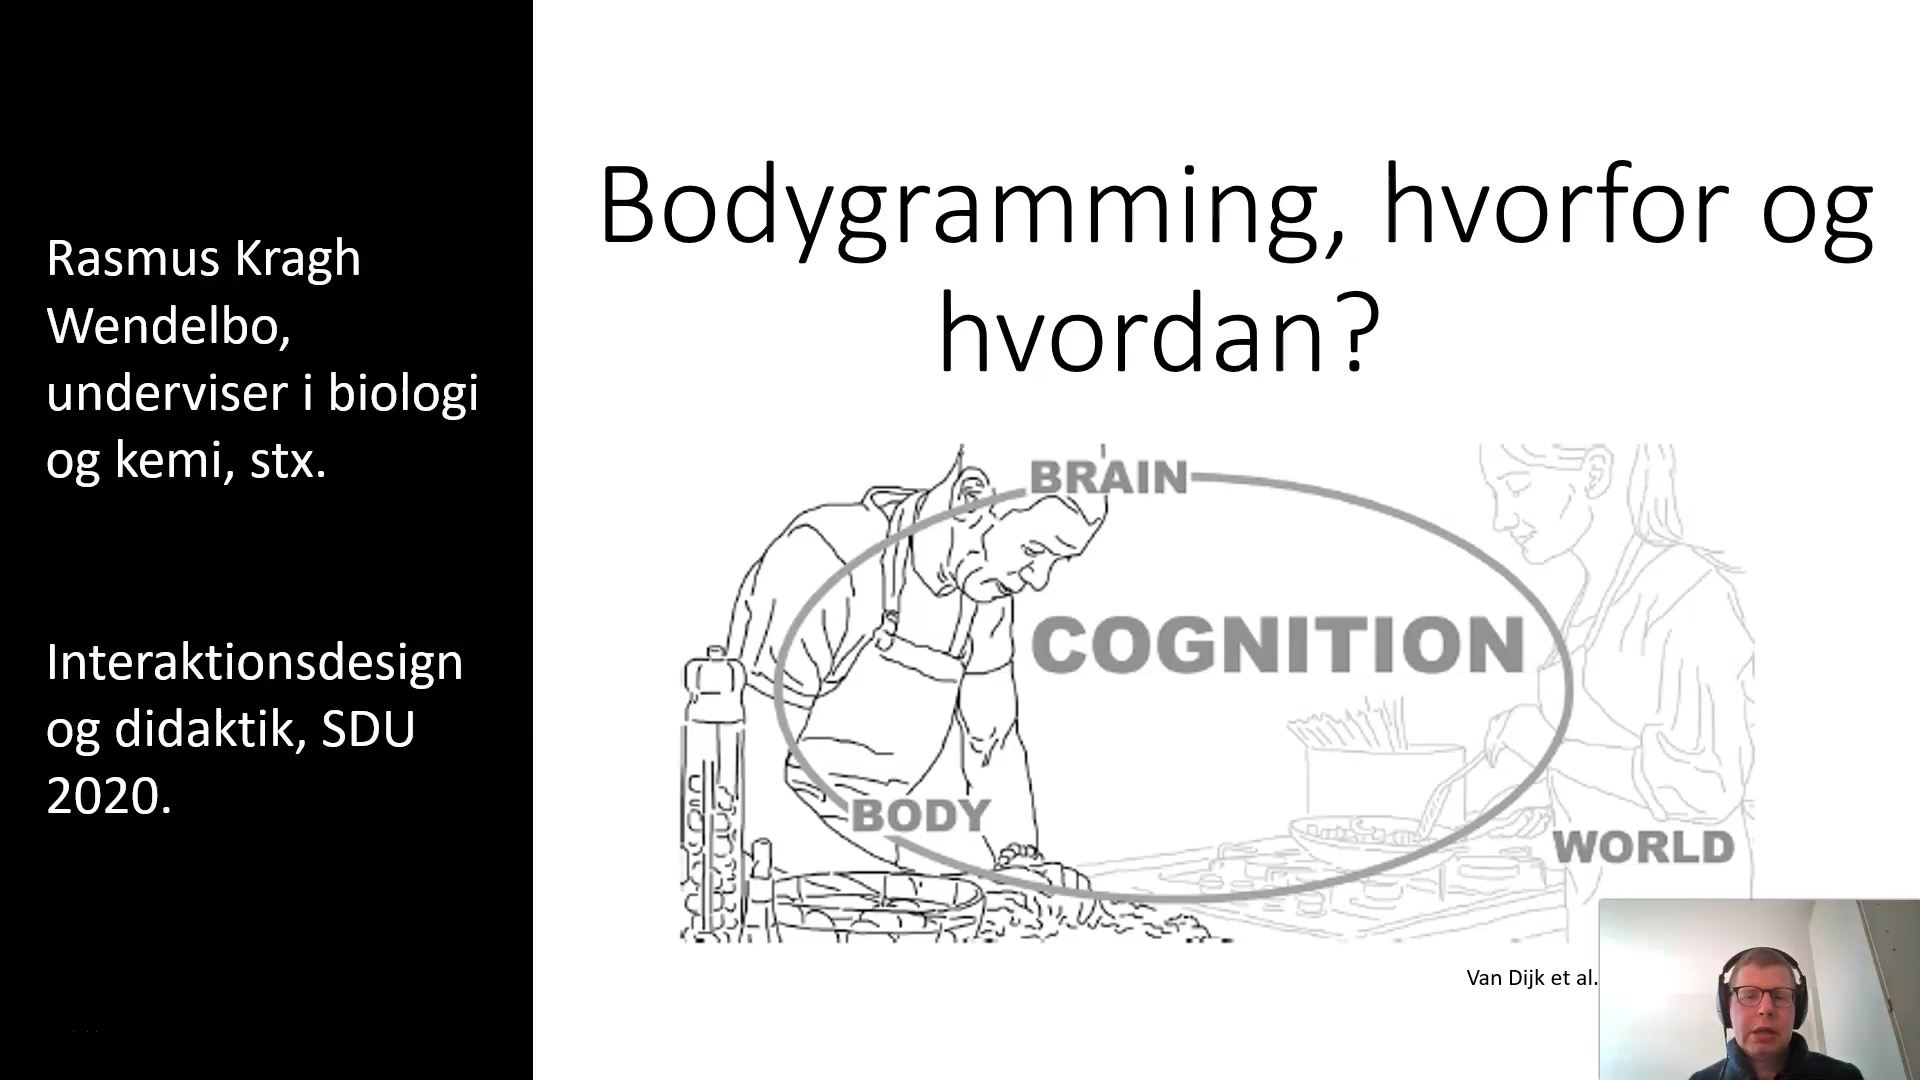 Rasmus Kragh
Wendelbo,
underviser i biologi
og kemi, stx.
Interaktionsdesign
og didaktik, SDU
2020.
Bodygramming, hvorfor og
hvordan?
BRAIN
COGNITION
BODY
WORLD
Van Dijk et al.